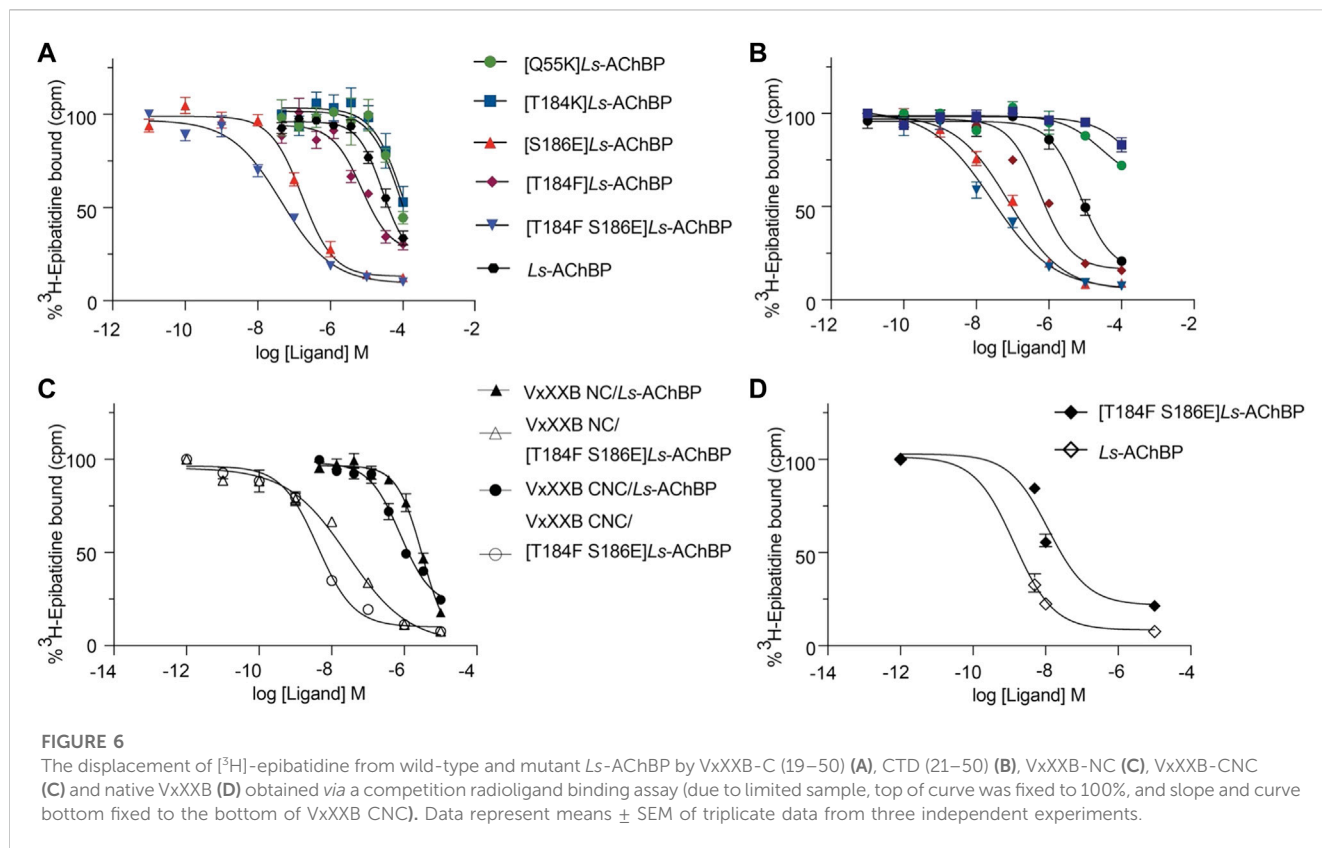 A
B
% ³H-Epibatidine bound (cpm)
100
50
0
-12 -10 -8 -6 -4 -2
log [Ligand] M
[Q55K]Ls-AChBP
[T184K]Ls-AChBP
[S186E]Ls-AChBP
[T184F]Ls-AChBP
[T184F S186E]Ls-AChBP
Ls-AChBP
% ³H-Epibatidine bound (cpm)
100
50
0
-12 -10 -8 -6 -4 -2
log [Ligand] M
C
D
% ³H-Epibatidine bound (cpm)
100
50
0
-14 -12 -10 -8 -6 -4
log [Ligand] M
VxXXB NC/Ls-AChBP
VxXXB NC/
[T184F S186E]Ls-AChBP
VxXXB CNC/Ls-AChBP
VxXXB CNC/
[T184F S186E]Ls-AChBP
% ³H-Epibatidine bound (cpm)
100
50
0
-14 -12 -10 -8 -6 -4
log [Ligand] M
[T184F S186E]Ls-AChBP
Ls-AChBP
FIGURE 6
The displacement of [³H]-epibatidine from wild-type and mutant Ls-AChBP by VxXXB-C (19–50) (A), CTD (21–50) (B), VxXXB-NC (C), VxXXB-CNC
(C) and native VxXXB (D) obtained via a competition radioligand binding assay (due to limited sample, top of curve was fixed to 100%, and slope and curve
bottom fixed to the bottom of VxXXB CNC). Data represent means ± SEM of triplicate data from three independent experiments.